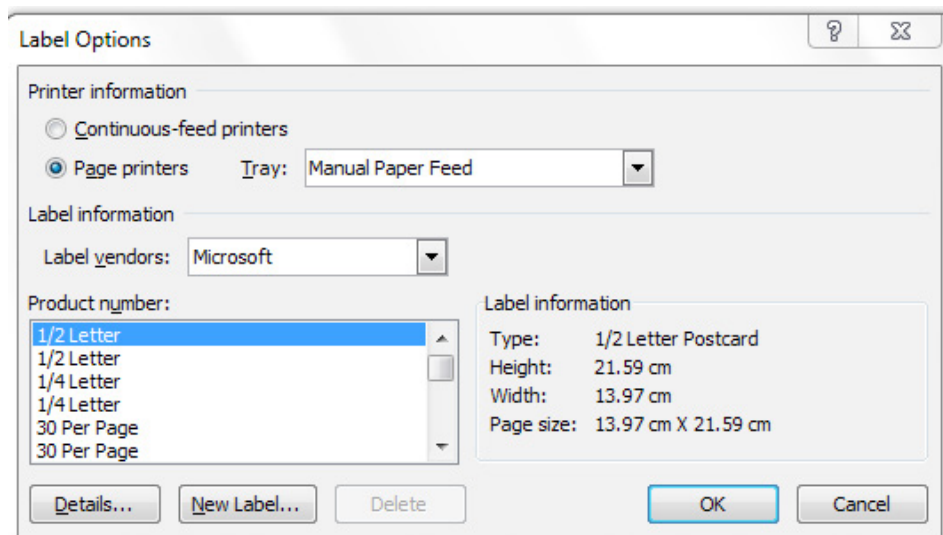 Label Options
Printer information
Continuous-feed printers
Page printers Tray: Manual Paper Feed
Label information
Label vendors: Microsoft
Product number:
1/2 Letter
1/2 Letter
1/4 Letter
1/4 Letter
30 Per Page
30 Per Page
Label information
Type: 1/2 Letter Postcard
Height: 21.59 cm
Width: 13.97 cm
Page size: 13.97 cm X 21.59 cm
Details... New Label... Delete OK Cancel